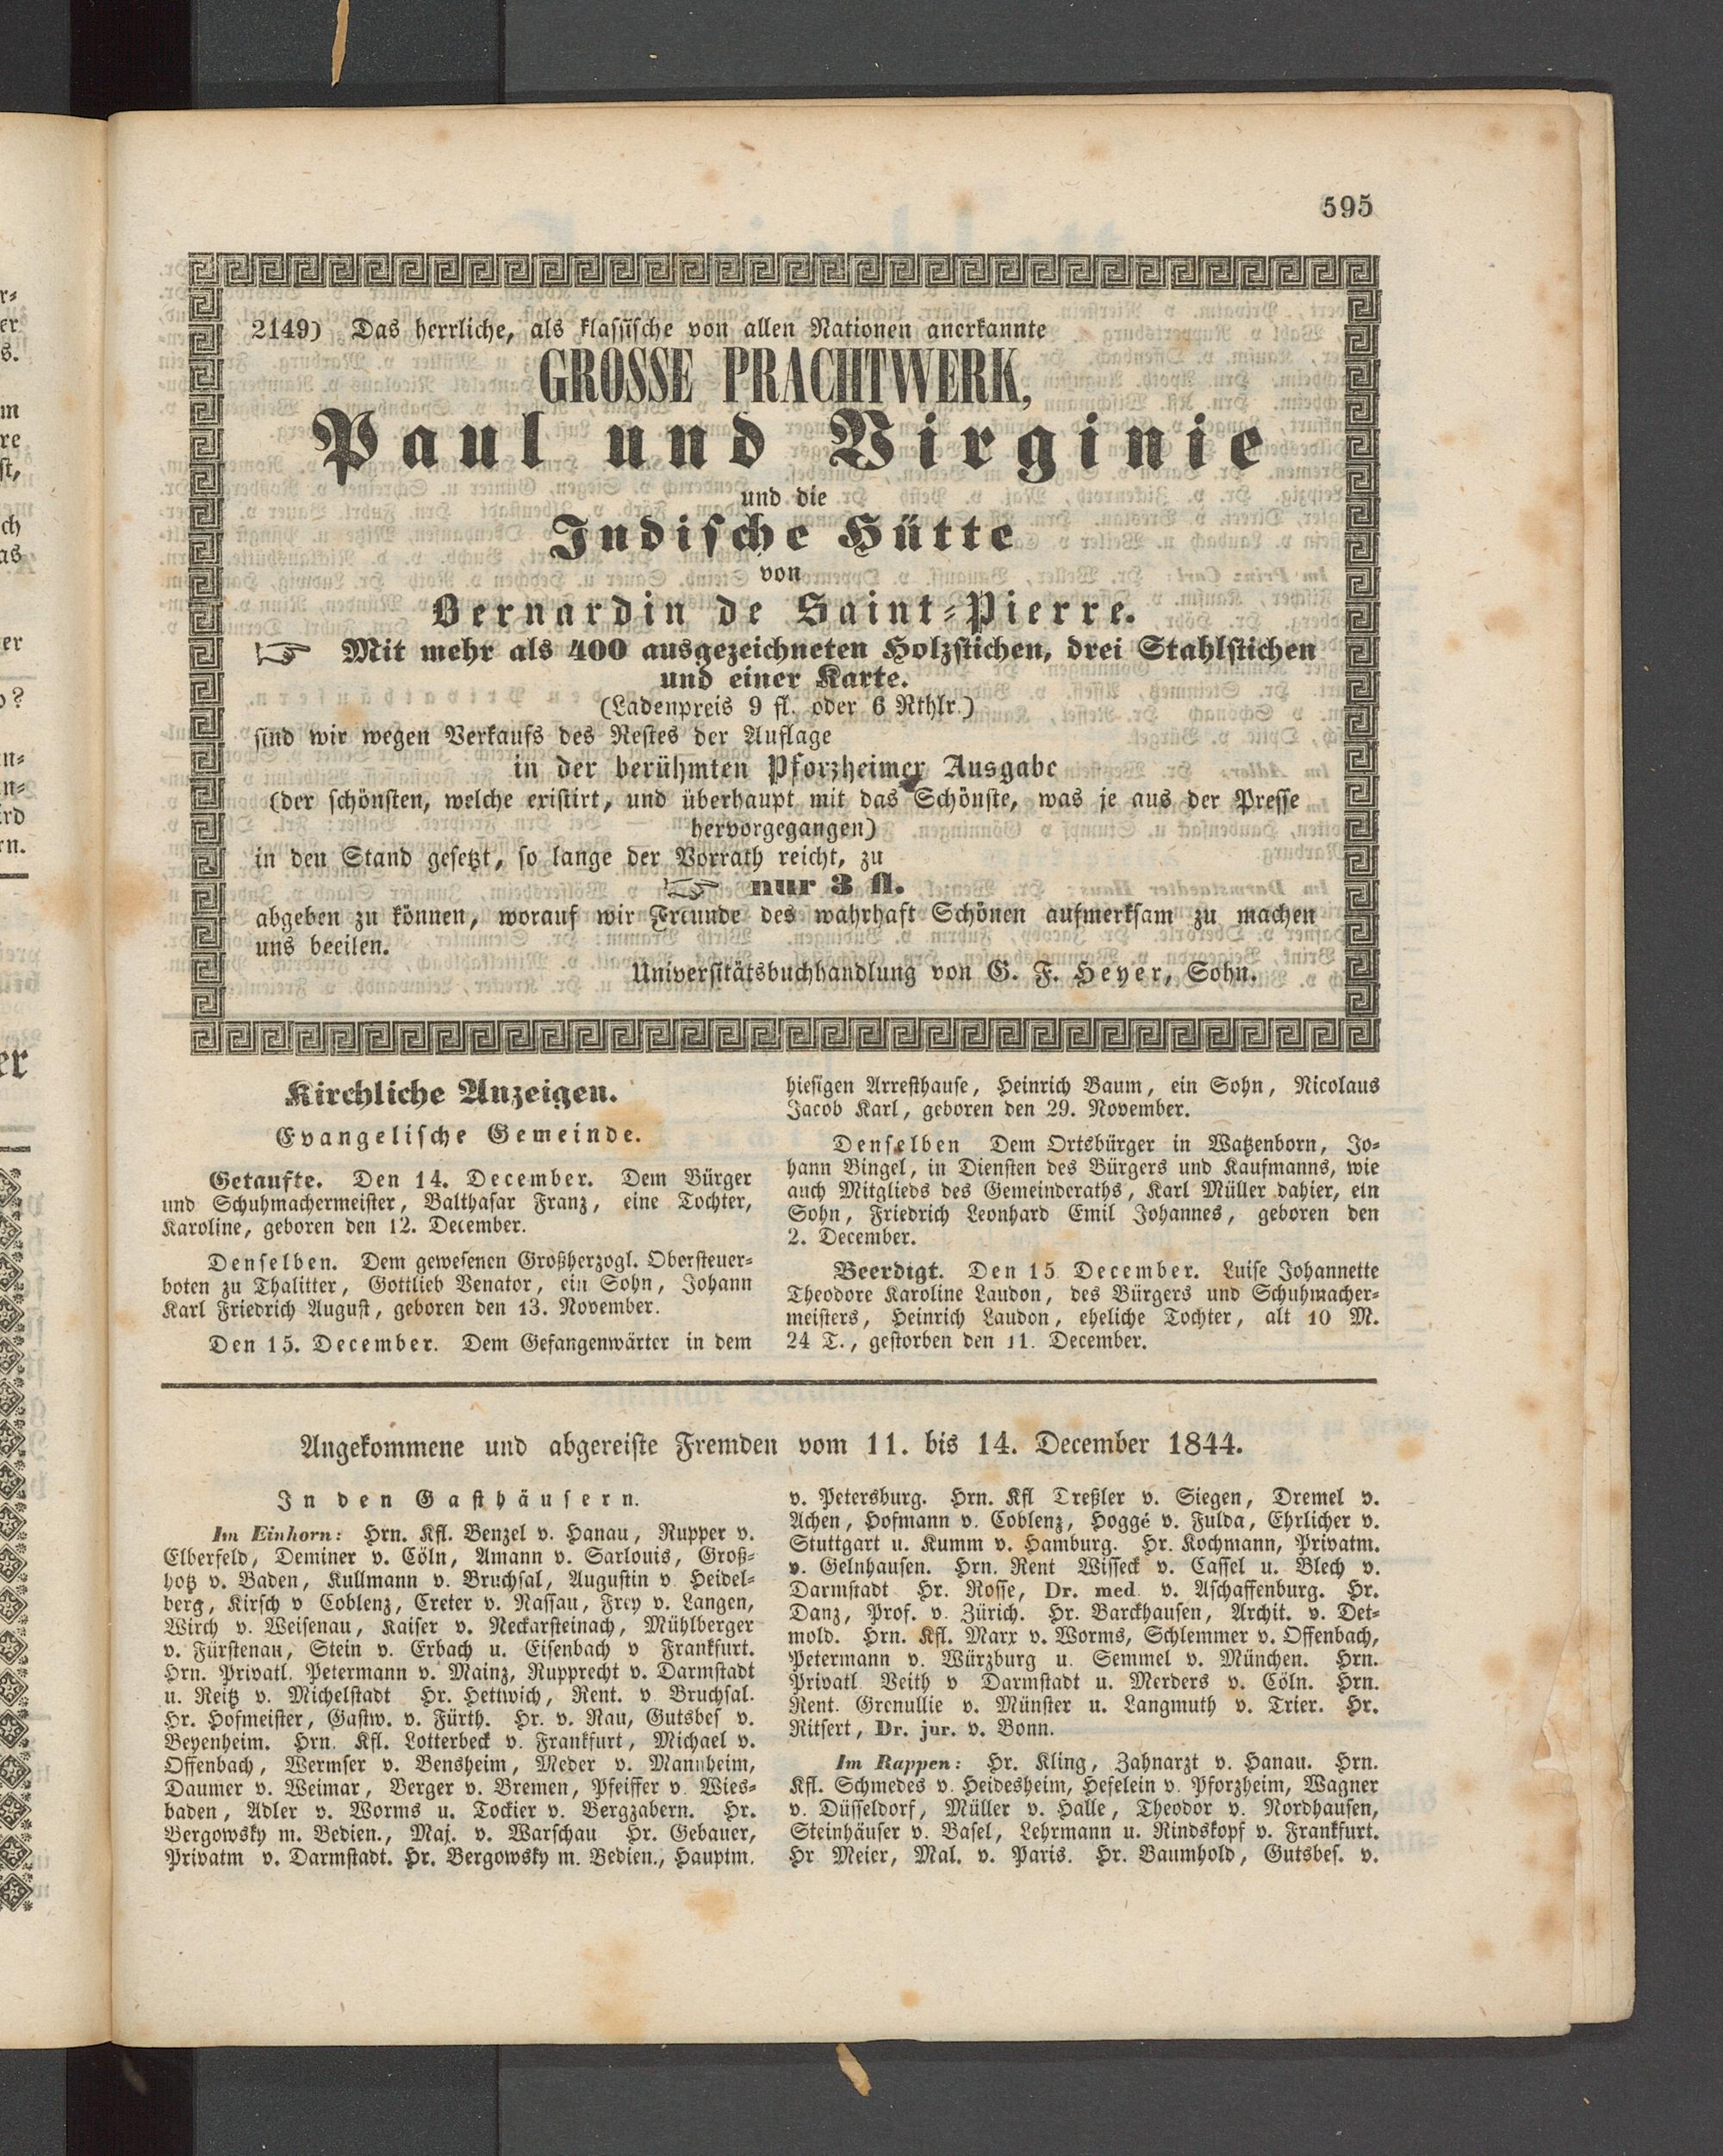 595
2149) Das herrliche, als klassische von allen Nationen anerkannte
GROSSE PRACHTWERK,
Paul und Virginie
und die
Indische Hütte
von
Bernardin de Saint-Pierre.
☞ Mit mehr als 400 ausgezeichneten Holzstichen, drei Stahlstichen
und einer Karte.
(Ladenpreis 9 fl. oder 6 Rthlr.)
sind wir wegen Verkaufs des Restes der Auflage
in der berühmten Pforzheimer Ausgabe
(der schönsten, welche existirt, und überhaupt mit das Schönste, was je aus der Presse
hervorgegangen)
in den Stand gesetzt, so lange der Vorrath reicht, zu
☞ nur 3 fl.
abgeben zu können, worauf wir Freunde des wahrhaft Schönen aufmerksam zu machen
uns beeilen.
Universitätsbuchhandlung von G. F. Heyer, Sohn.
Kirchliche Anzeigen.
Evangelische Gemeinde.
Getaufte. Den 14. December. Dem Bürger
und Schuhmachermeister, Balthasar Franz, eine Tochter,
Karoline, geboren den 12. December.
Denselben. Dem gewesenen Großherzogl. Obersteuer-
boten zu Thalitter, Gottlieb Venator, ein Sohn, Johann
Karl Friedrich August, geboren den 13. November.
Den 15. December. Dem Gefangenwärter in dem
hiesigen Arresthause, Heinrich Baum, ein Sohn, Nicolaus
Jacob Karl, geboren den 29. November.
Denselben Dem Ortsbürger in Watzenborn, Jo-
hann Bingel, in Diensten des Bürgers und Kaufmanns, wie
auch Mitglieds des Gemeinderaths, Karl Müller dahier, ein
Sohn, Friedrich Leonhard Emil Johannes, geboren den
2. December.
Beerdigt. Den 15 December. Luise Johannette
Theodore Karoline Laudon, des Bürgers und Schuhmacher-
meisters, Heinrich Laudon, eheliche Tochter, alt 10 M.
24 T., gestorben den 11. December.
Angekommene und abgereiste Fremden vom 11. bis 14. December 1844.
In den Gasthäusern.
Im Einhorn: Hrn. Kfl. Benzel v. Hanau, Rupper v.
Elberfeld, Deminer v. Cöln, Amann v. Sarlouis, Groß-
hotz v. Baden, Kullmann v. Bruchsal, Augustin v. Heidel-
berg, Kirsch v Coblenz, Creter v. Nassau, Frey v. Langen,
Wirch v. Weisenau, Kaiser v. Neckarsteinach, Mühlberger
v. Fürstenau, Stein v. Erbach u. Eisenbach v Frankfurt.
Hrn. Privatl. Petermann v. Mainz, Rupprecht v. Darmstadt
u. Reitz v. Michelstadt Hr. Hettwich, Rent. v. Bruchsal.
Hr. Hofmeister, Gastw. v. Fürth. Hr. v. Rau, Gutsbes v.
Beyenheim. Hrn. Kfl. Lotterbeck v. Frankfurt, Michael v.
Offenbach, Wermser v. Bensheim, Meder v. Mannheim,
Daumer v. Weimar, Berger v. Bremen, Pfeiffer v. Wies-
baden, Adler v. Worms u. Tockier v. Bergzabern. Hr.
Bergowsky m. Bedien., Maj. v. Warschau Hr. Gebauer,
Privatm v. Darmstadt. Hr. Bergowsky m. Bedien., Hauptm.
v. Petersburg. Hrn. Kfl Treßler v. Siegen, Dremel v.
Achen, Hofmann v. Coblenz, Hoggé v. Fulda, Ehrlicher v.
Stuttgart u. Kumm v. Hamburg. Hr. Kochmann, Privatm.
v. Gelnhausen. Hrn. Rent Wisseck v. Cassel u. Blech v.
Darmstadt Hr. Rosse, Dr. med. v. Aschaffenburg. Hr.
Danz, Prof. v. Zürich. Hr. Barckhausen, Archit. v. Det-
mold. Hrn. Kfl. Marx v. Worms, Schlemmer v. Offenbach,
Petermann v. Würzburg u. Semmel v. München. Hrn.
Privatl Veith v Darmstadt u. Merders v. Cöln. Hrn.
Rent. Grenullie v. Münster u. Langmuth v. Trier. Hr.
Ritsert, Dr. jur. v. Bonn.
Im Rappen: Hr. Kling, Zahnarzt v. Hanau. Hrn.
Kfl. Schmedes v. Heidesheim, Hefelein v. Pforzheim, Wagner
v. Düsseldorf, Müller v. Halle, Theodor v. Nordhausen,
Steinhäuser v. Basel, Lehrmann u. Rindskopf v. Frankfurt.
Hr Meier, Mal. v. Paris. Hr. Baumhold, Gutsbes. v.